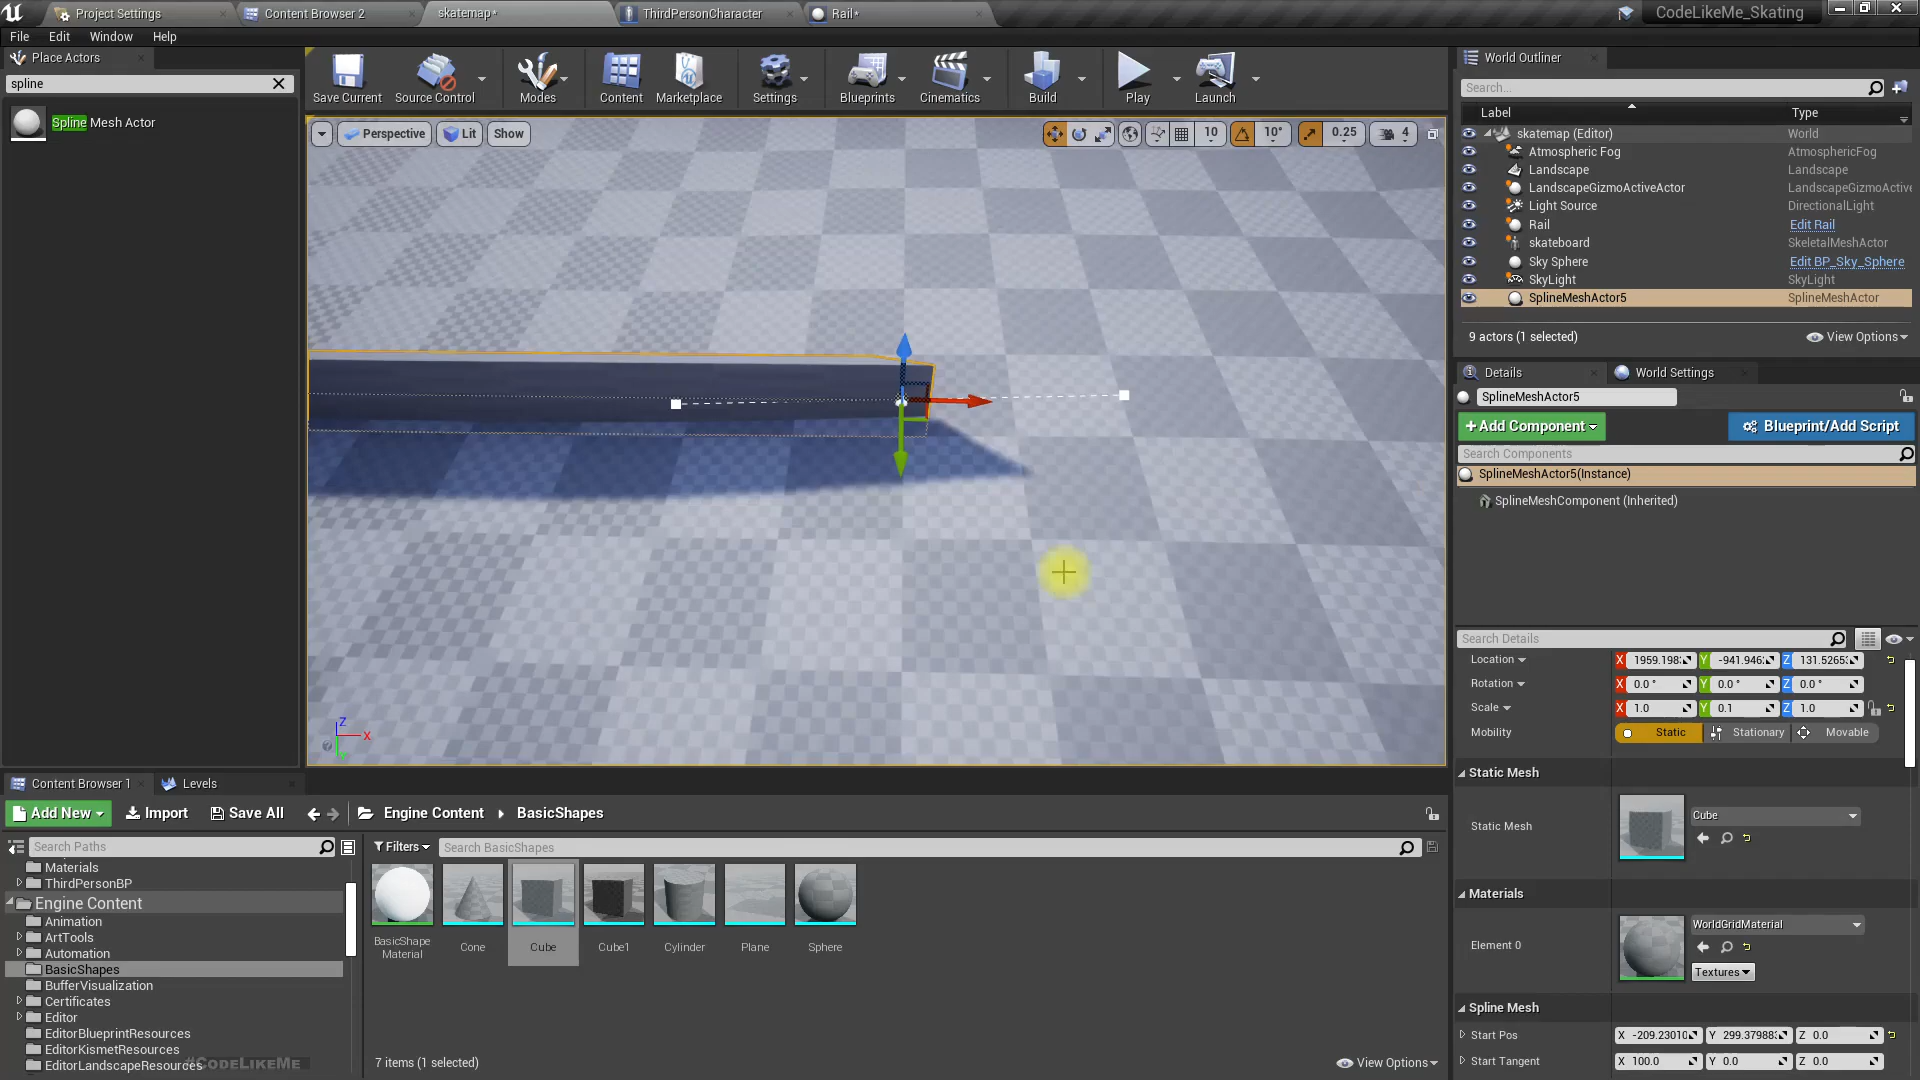 Project Settings
Content Browser 2
skatemap*
ThirdPersonCharacter
Rail*
CodeLikeMe_Skating
File Edit Window Help
Place Actors
spline
Spline Mesh Actor
Save Current
Source Control
Modes
Content
Marketplace
Settings
Blueprints
Cinematics
Build
Play
Launch
Perspective
Lit
Show
10
10°
0.25
4
Z
X
World Outliner
Search...
Label Type
skatemap (Editor) World
Atmospheric Fog AtmosphericFog
Landscape Landscape
LandscapeGizmoActiveActor LandscapeGizmoActive
Light Source DirectionalLight
Rail Edit Rail
skateboard SkeletalMeshActor
Sky Sphere Edit BP_Sky_Sphere
SkyLight SkyLight
SplineMeshActor5 SplineMeshActor
9 actors (1 selected)
View Options
Details
World Settings
SplineMeshActor5
+Add Component
Blueprint/Add Script
Search Components
SplineMeshActor5(Instance)
SplineMeshComponent (Inherited)
Search Details
Location X 1959.198 Y -941.946 Z 131.5265
Rotation X 0.0 ° Y 0.0 ° Z 0.0 °
Scale X 1.0 Y 0.1 Z 1.0
Mobility Static Stationary Movable
Static Mesh
Static Mesh Cube
Materials
Element 0 WorldGridMaterial
Textures
Spline Mesh
Start Pos X -209.2301 Y 299.37988 Z 0.0
Start Tangent X 100.0 Y 0.0 Z 0.0
Content Browser 1
Levels
Add New
Import
Save All
Engine Content
BasicShapes
Search Paths
Filters
Search BasicShapes
Materials
ThirdPersonBP
Engine Content
Animation
ArtTools
Automation
BasicShapes
BufferVisualization
Certificates
Editor
EditorBlueprintResources
EditorKismetResources
EditorLandscapeResources
#CodeLikeMe
BasicShape
Material
Cone
Cube
Cube1
Cylinder
Plane
Sphere
7 items (1 selected)
View Options